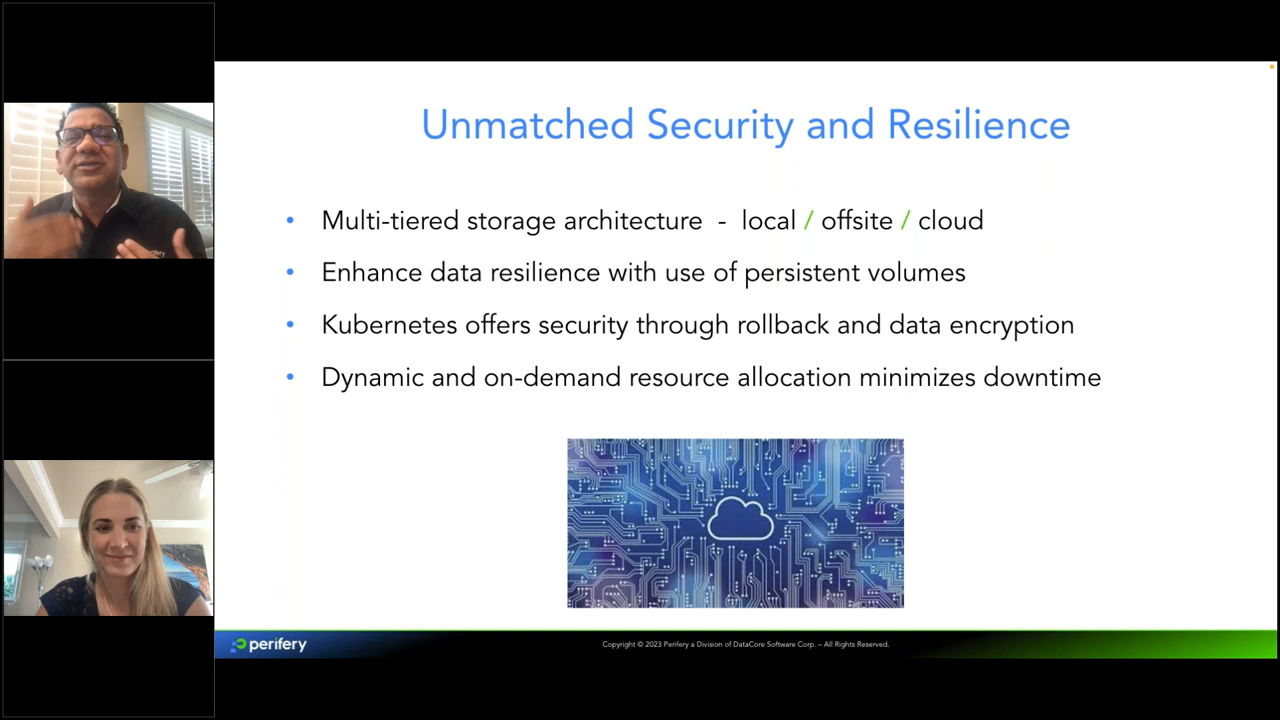 Unmatched Security and Resilience
• Multi-tiered storage architecture - local / offsite / cloud
• Enhance data resilience with use of persistent volumes
• Kubernetes offers security through rollback and data encryption
• Dynamic and on-demand resource allocation minimizes downtime
perifery
Copyright © 2023 Perifery a Division of DataCore Software Corp. – All Rights Reserved.